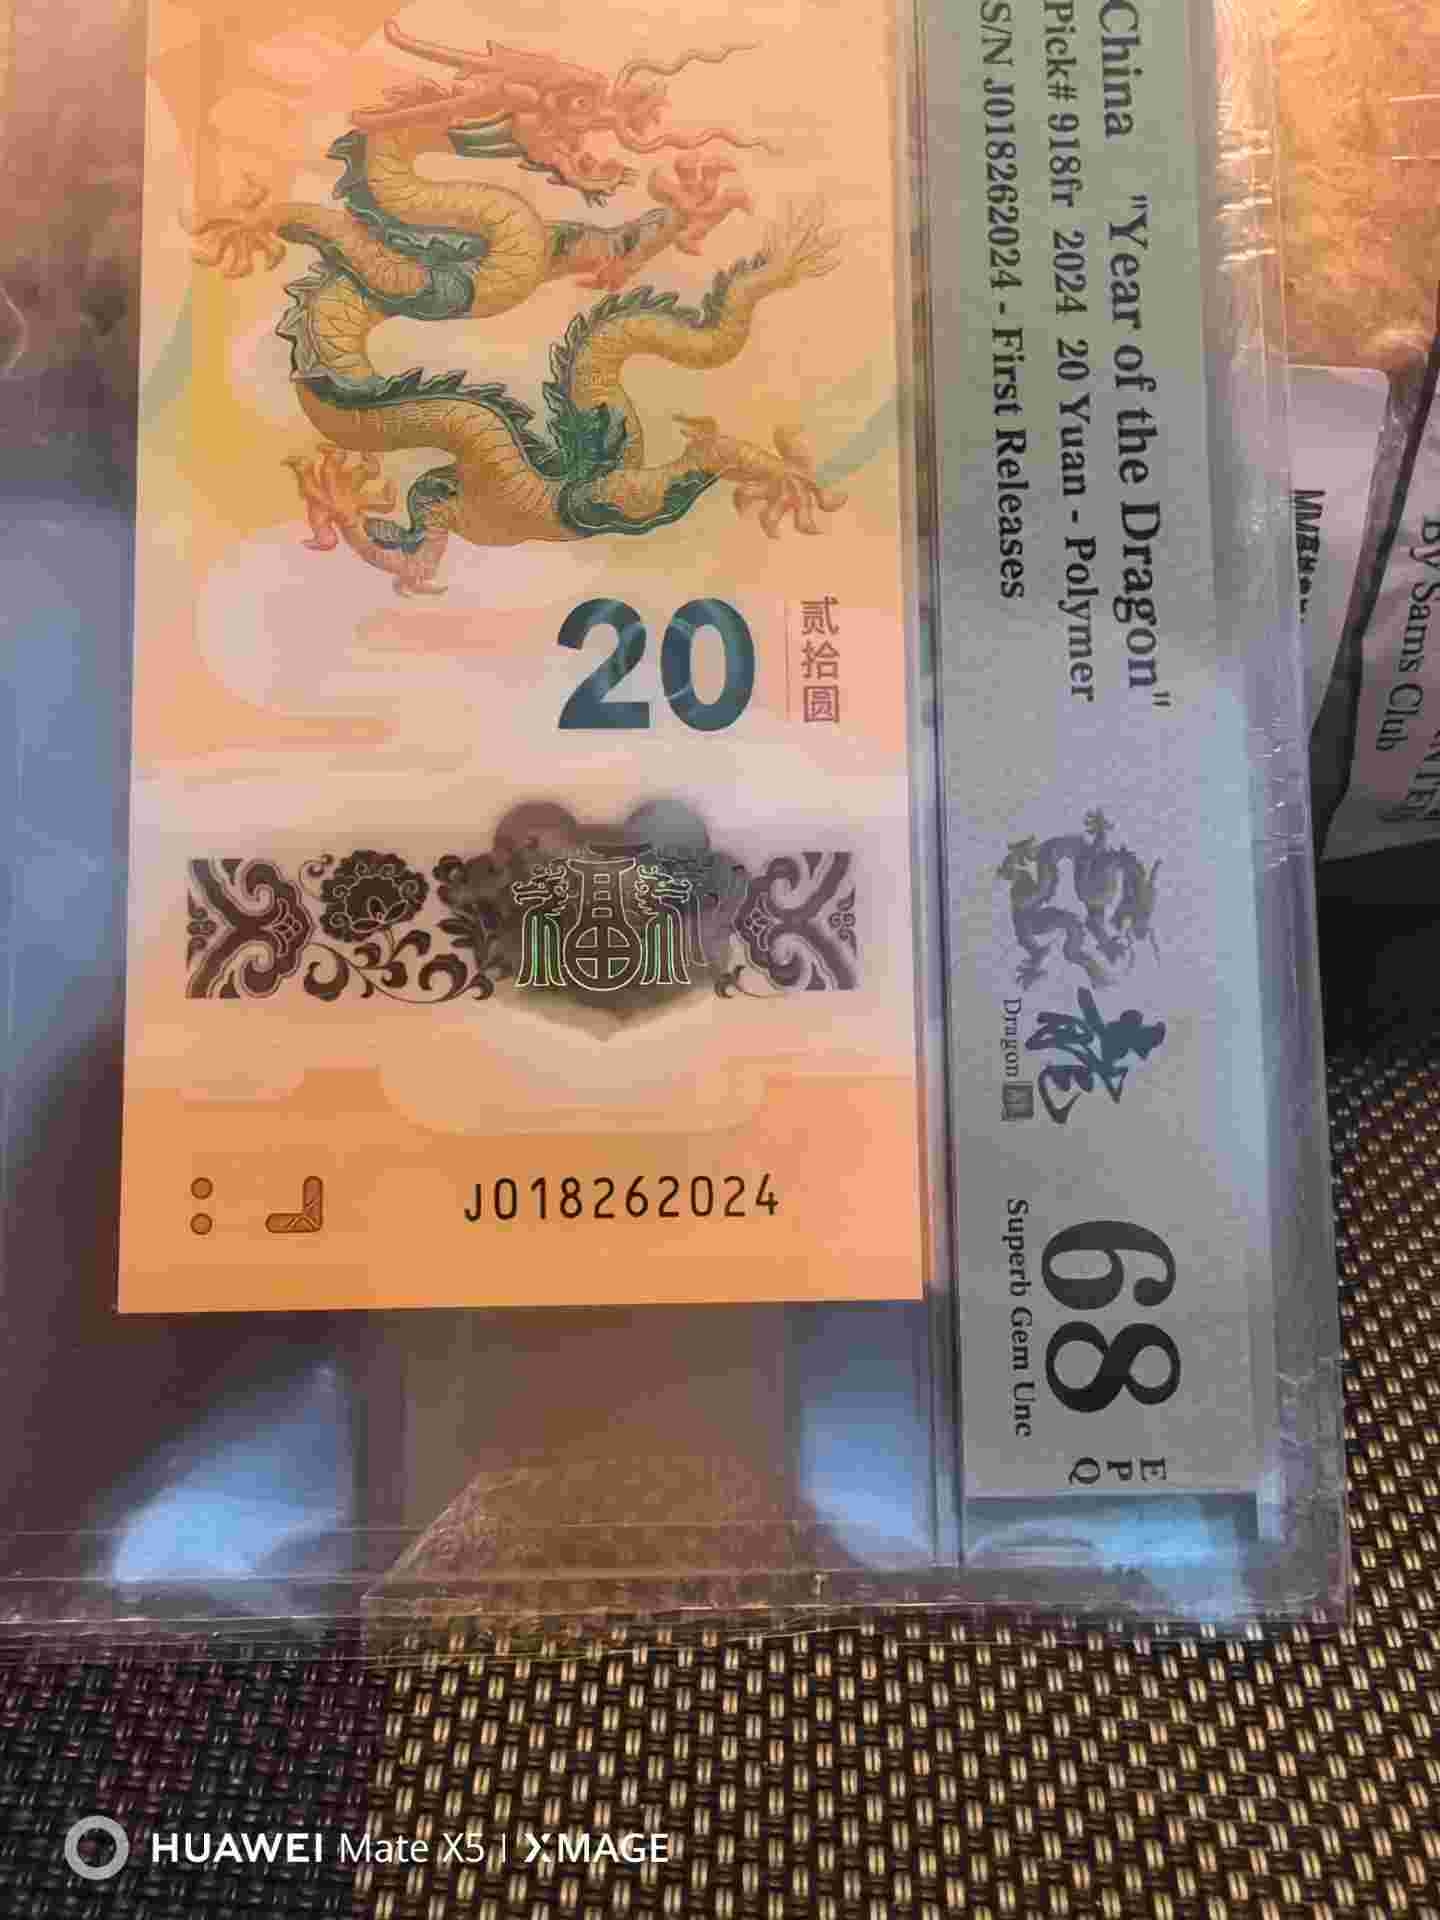 China "Year of the Dragon"
Pick# 918fr 2024 20 Yuan - Polymer
S/N J018262024 - First Releases
龍
Dragon
68
EPQ
Superb Gem Unc
20
贰拾圆
福
J018262024
By Sams Club
HUAWEI Mate X5 | XMAGE